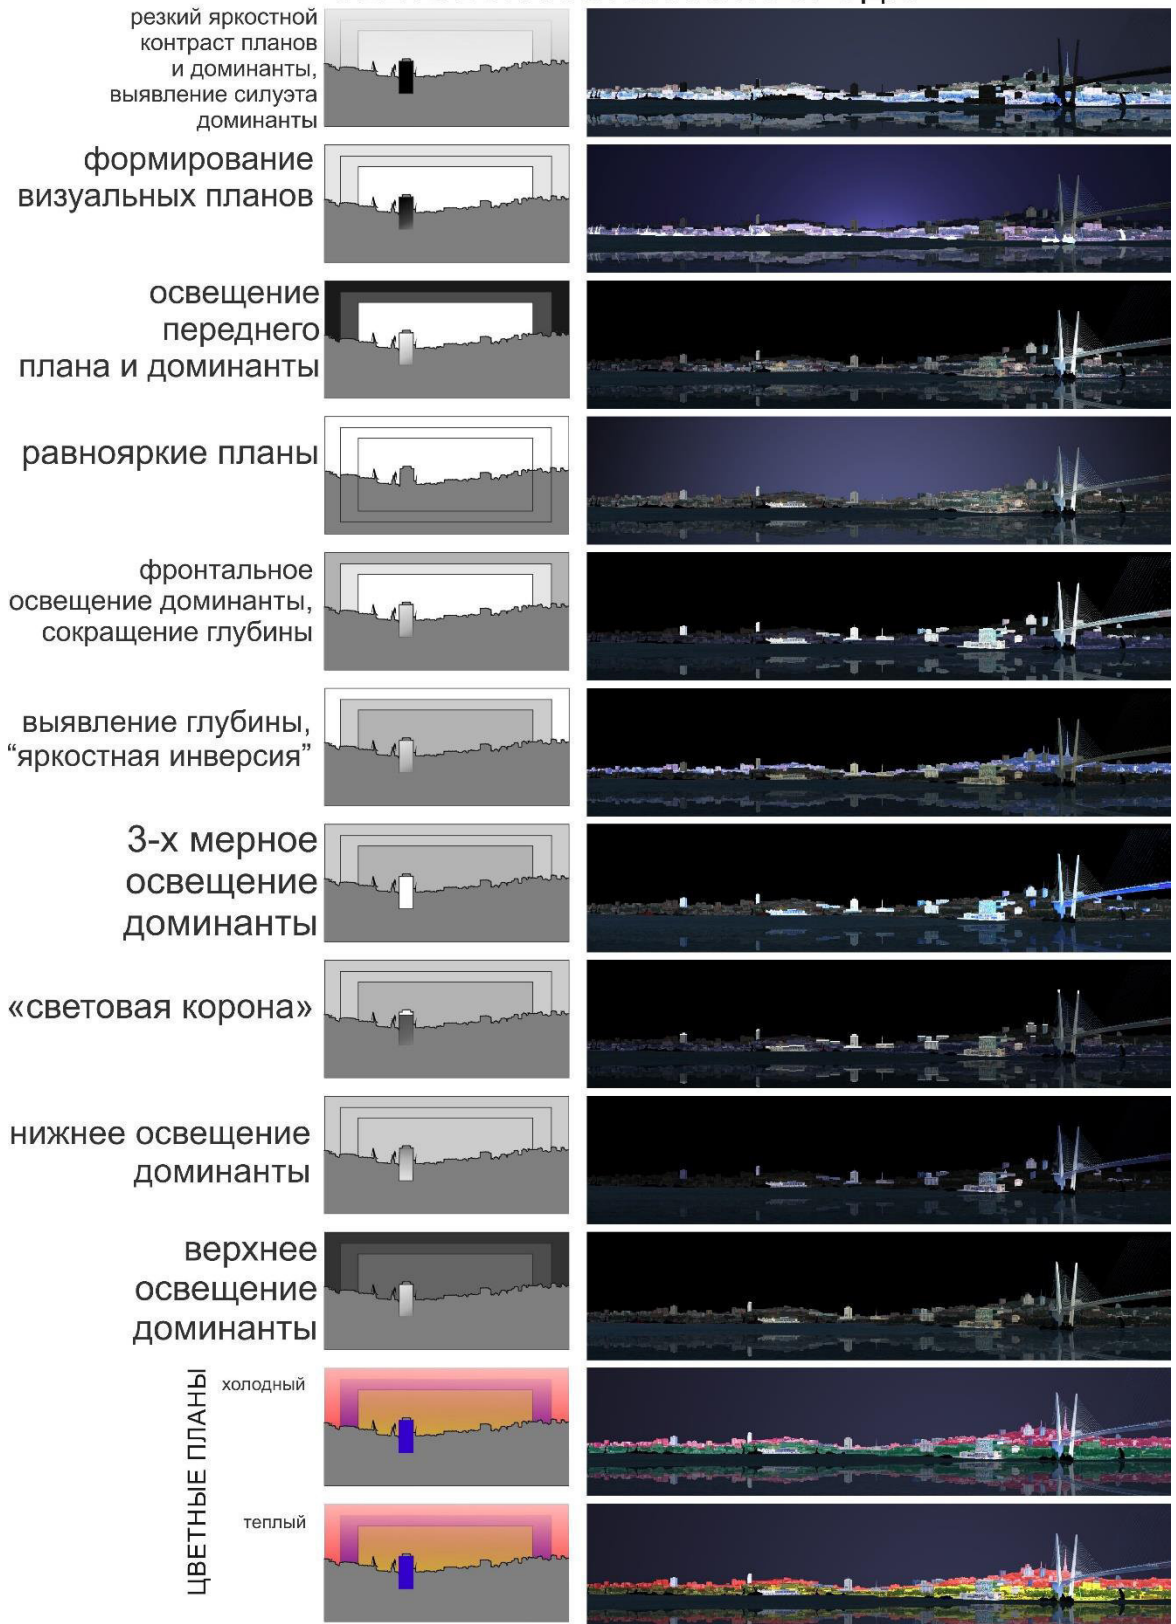 резкий яркостной
контраст планов
и доминанты,
выявление силуэта
доминанты
формирование
визуальных планов
освещение
переднего
плана и доминанты
равнояркие планы
фронтальное
освещение доминанты,
сокращение глубины
выявление глубины,
“яркостная инверсия”
3-х мерное
освещение
доминанты
«световая корона»
нижнее освещение
доминанты
верхнее
освещение
доминанты
ЦВЕТНЫЕ ПЛАНЫ
холодный
теплый